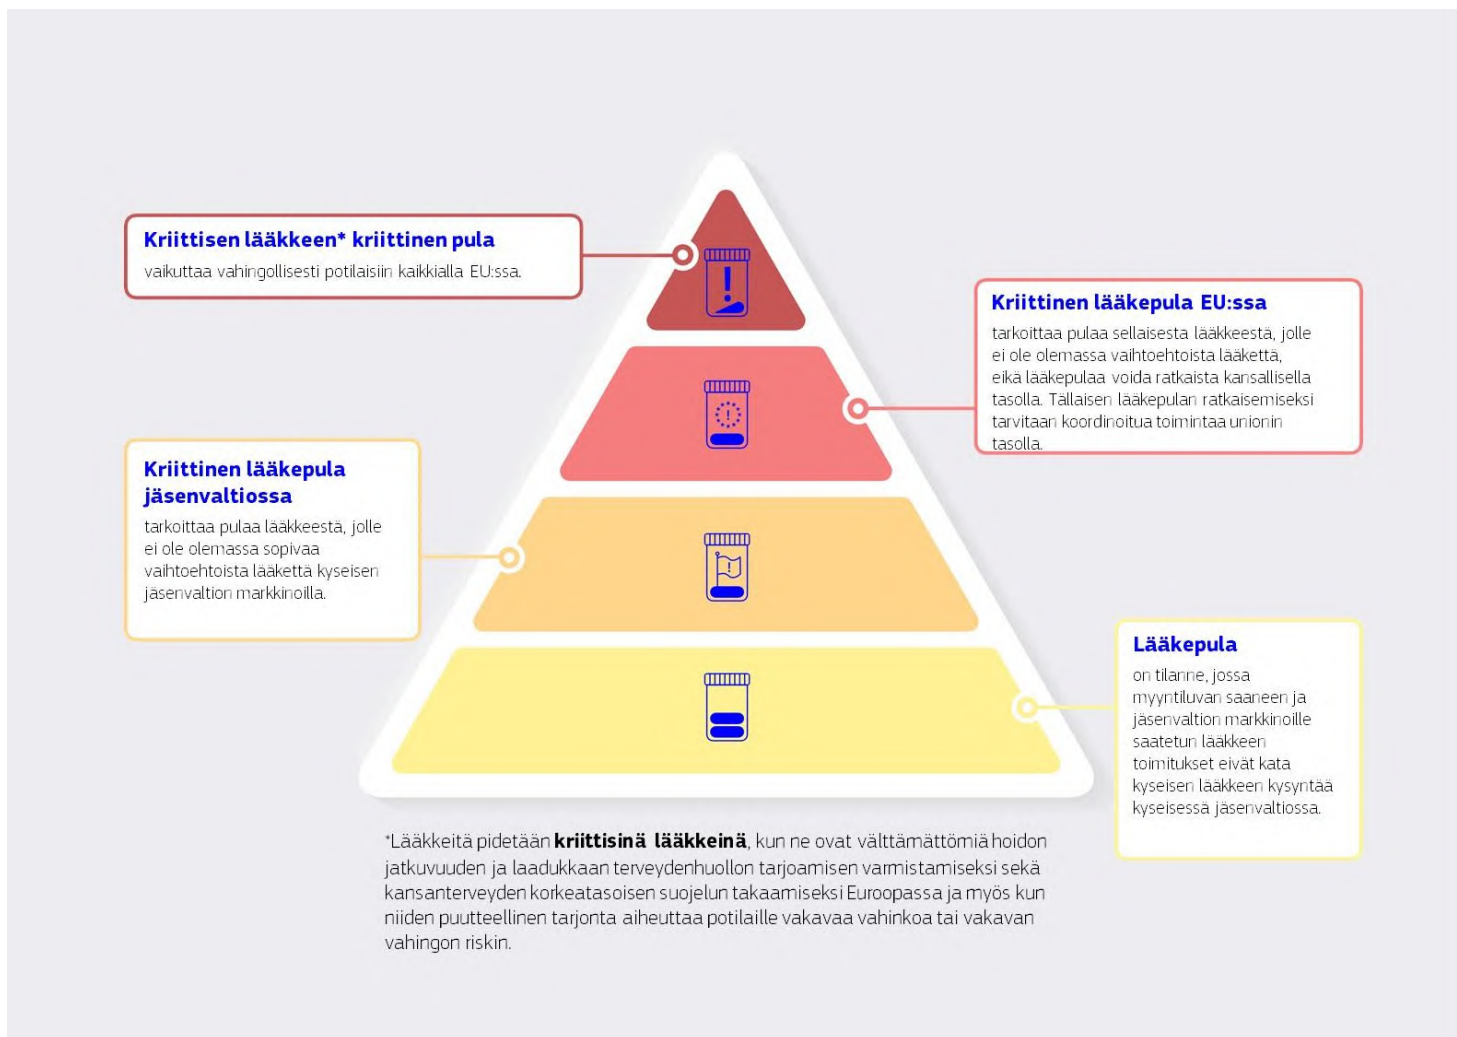 Kriittisen lääkkeen* kriittinen pula
vaikuttaa vahingollisesti potilaisiin kaikkialla EU:ssa.
Kriittinen lääkepula EU:ssa
tarkoittaa pulaa sellaisesta lääkkeestä, jolle
ei ole olemassa vaihtoehtoista lääkettä,
eikä lääkepulaa voida ratkaista kansallisella
tasolla. Tällaisen lääkepulan ratkaisemiseksi
tarvitaan koordinoitua toimintaa unionin
tasolla.
Kriittinen lääkepula
jäsenvaltiossa
tarkoittaa pulaa lääkkeestä, jolle
ei ole olemassa sopivaa
vaihtoehtoista lääkettä kyseisen
jäsenvaltion markkinoilla.
Lääkepula
on tilanne, jossa
myyntiluvan saaneen ja
jäsenvaltion markkinoille
saatetun lääkkeen
toimitukset eivät kata
kyseisen lääkkeen kysyntää
kyseisessä jäsenvaltiossa.
*Lääkkeitä pidetään kriittisinä lääkkeinä, kun ne ovat välttämättömiä hoidon
jatkuvuuden ja laadukkaan terveydenhuollon tarjoamisen varmistamiseksi sekä
kansanterveyden korkeatasoisen suojelun takaamiseksi Euroopassa ja myös kun
niiden puutteellinen tarjonta aiheuttaa potilaille vakavaa vahinkoa tai vakavan
vahingon riskin.